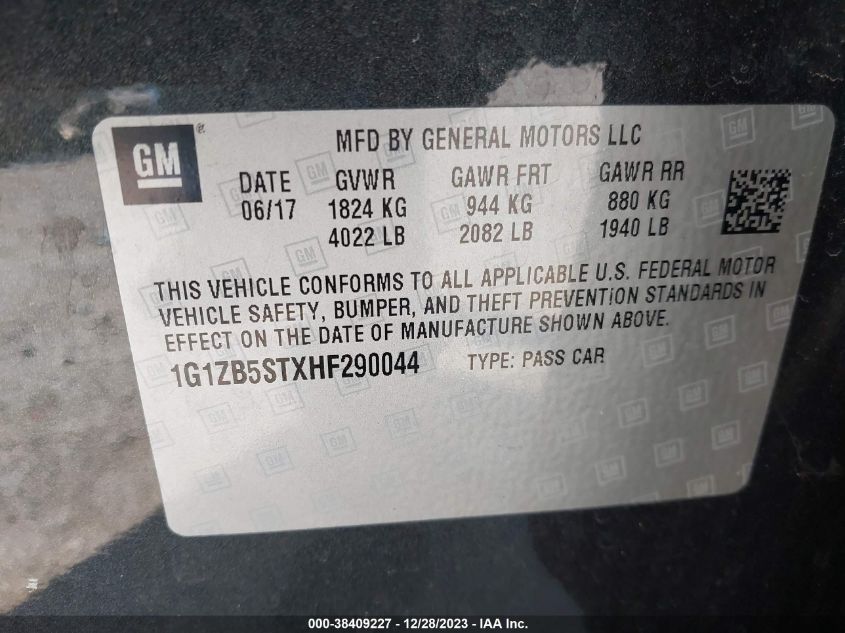 GM
MFD BY GENERAL MOTORS LLC
DATE GVWR GAWR FRT GAWR RR
06/17 1824 KG 944 KG 880 KG
4022 LB 2082 LB 1940 LB
THIS VEHICLE CONFORMS TO ALL APPLICABLE U.S. FEDERAL MOTOR
VEHICLE SAFETY, BUMPER, AND THEFT PREVENTION STANDARDS IN
EFFECT ON THE DATE OF MANUFACTURE SHOWN ABOVE.
1G1ZB5STXHF290044 TYPE: PASS CAR
000-38409227 - 12/28/2023 - IAA Inc.